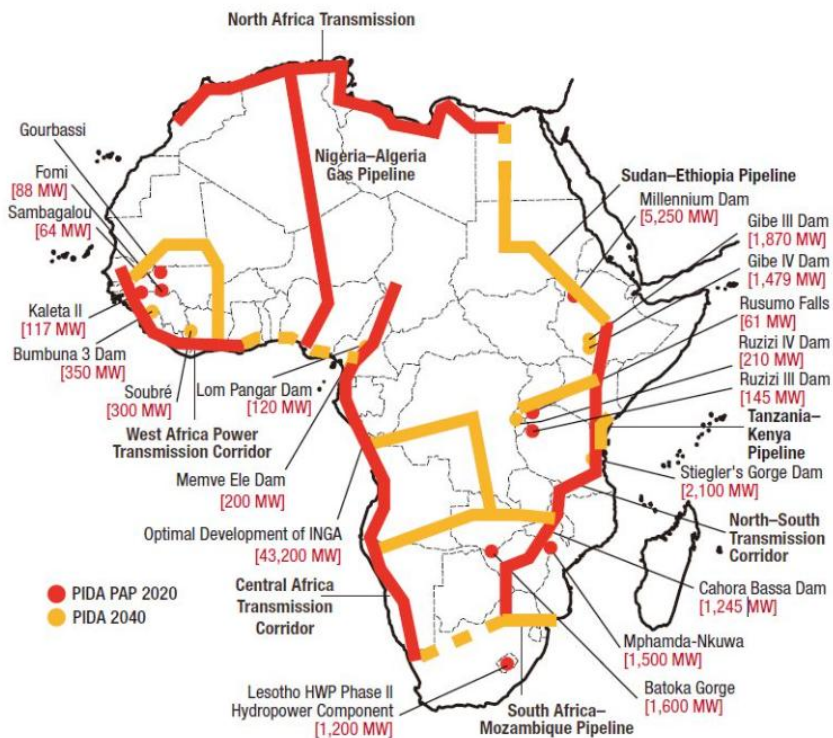 North Africa Transmission
Gourbassi
Fomi
[88 MW]
Sambagalou
[64 MW]
Kaleta II
[117 MW]
Bumbuna 3 Dam
[350 MW]
Soubré
[300 MW]
West Africa Power
Transmission Corridor
Nigeria–Algeria
Gas Pipeline
Lom Pangar Dam
[120 MW]
Memve Ele Dam
[200 MW]
Optimal Development of INGA
[43,200 MW]
Central Africa
Transmission
Corridor
PIDA PAP 2020
PIDA 2040
Lesotho HWP Phase II
Hydropower Component
[1,200 MW]
Sudan–Ethiopia Pipeline
Millennium Dam
[5,250 MW]
Gibe III Dam
[1,870 MW]
Gibe IV Dam
[1,479 MW]
Rusumo Falls
[61 MW]
Ruzizi IV Dam
[210 MW]
Ruzizi III Dam
[145 MW]
Tanzania–
Kenya
Pipeline
Stiegler's Gorge Dam
[2,100 MW]
North–South
Transmission
Corridor
Cahora Bassa Dam
[1,245 MW]
Mphamda-Nkuwa
[1,500 MW]
Batoka Gorge
[1,600 MW]
South Africa–
Mozambique Pipeline